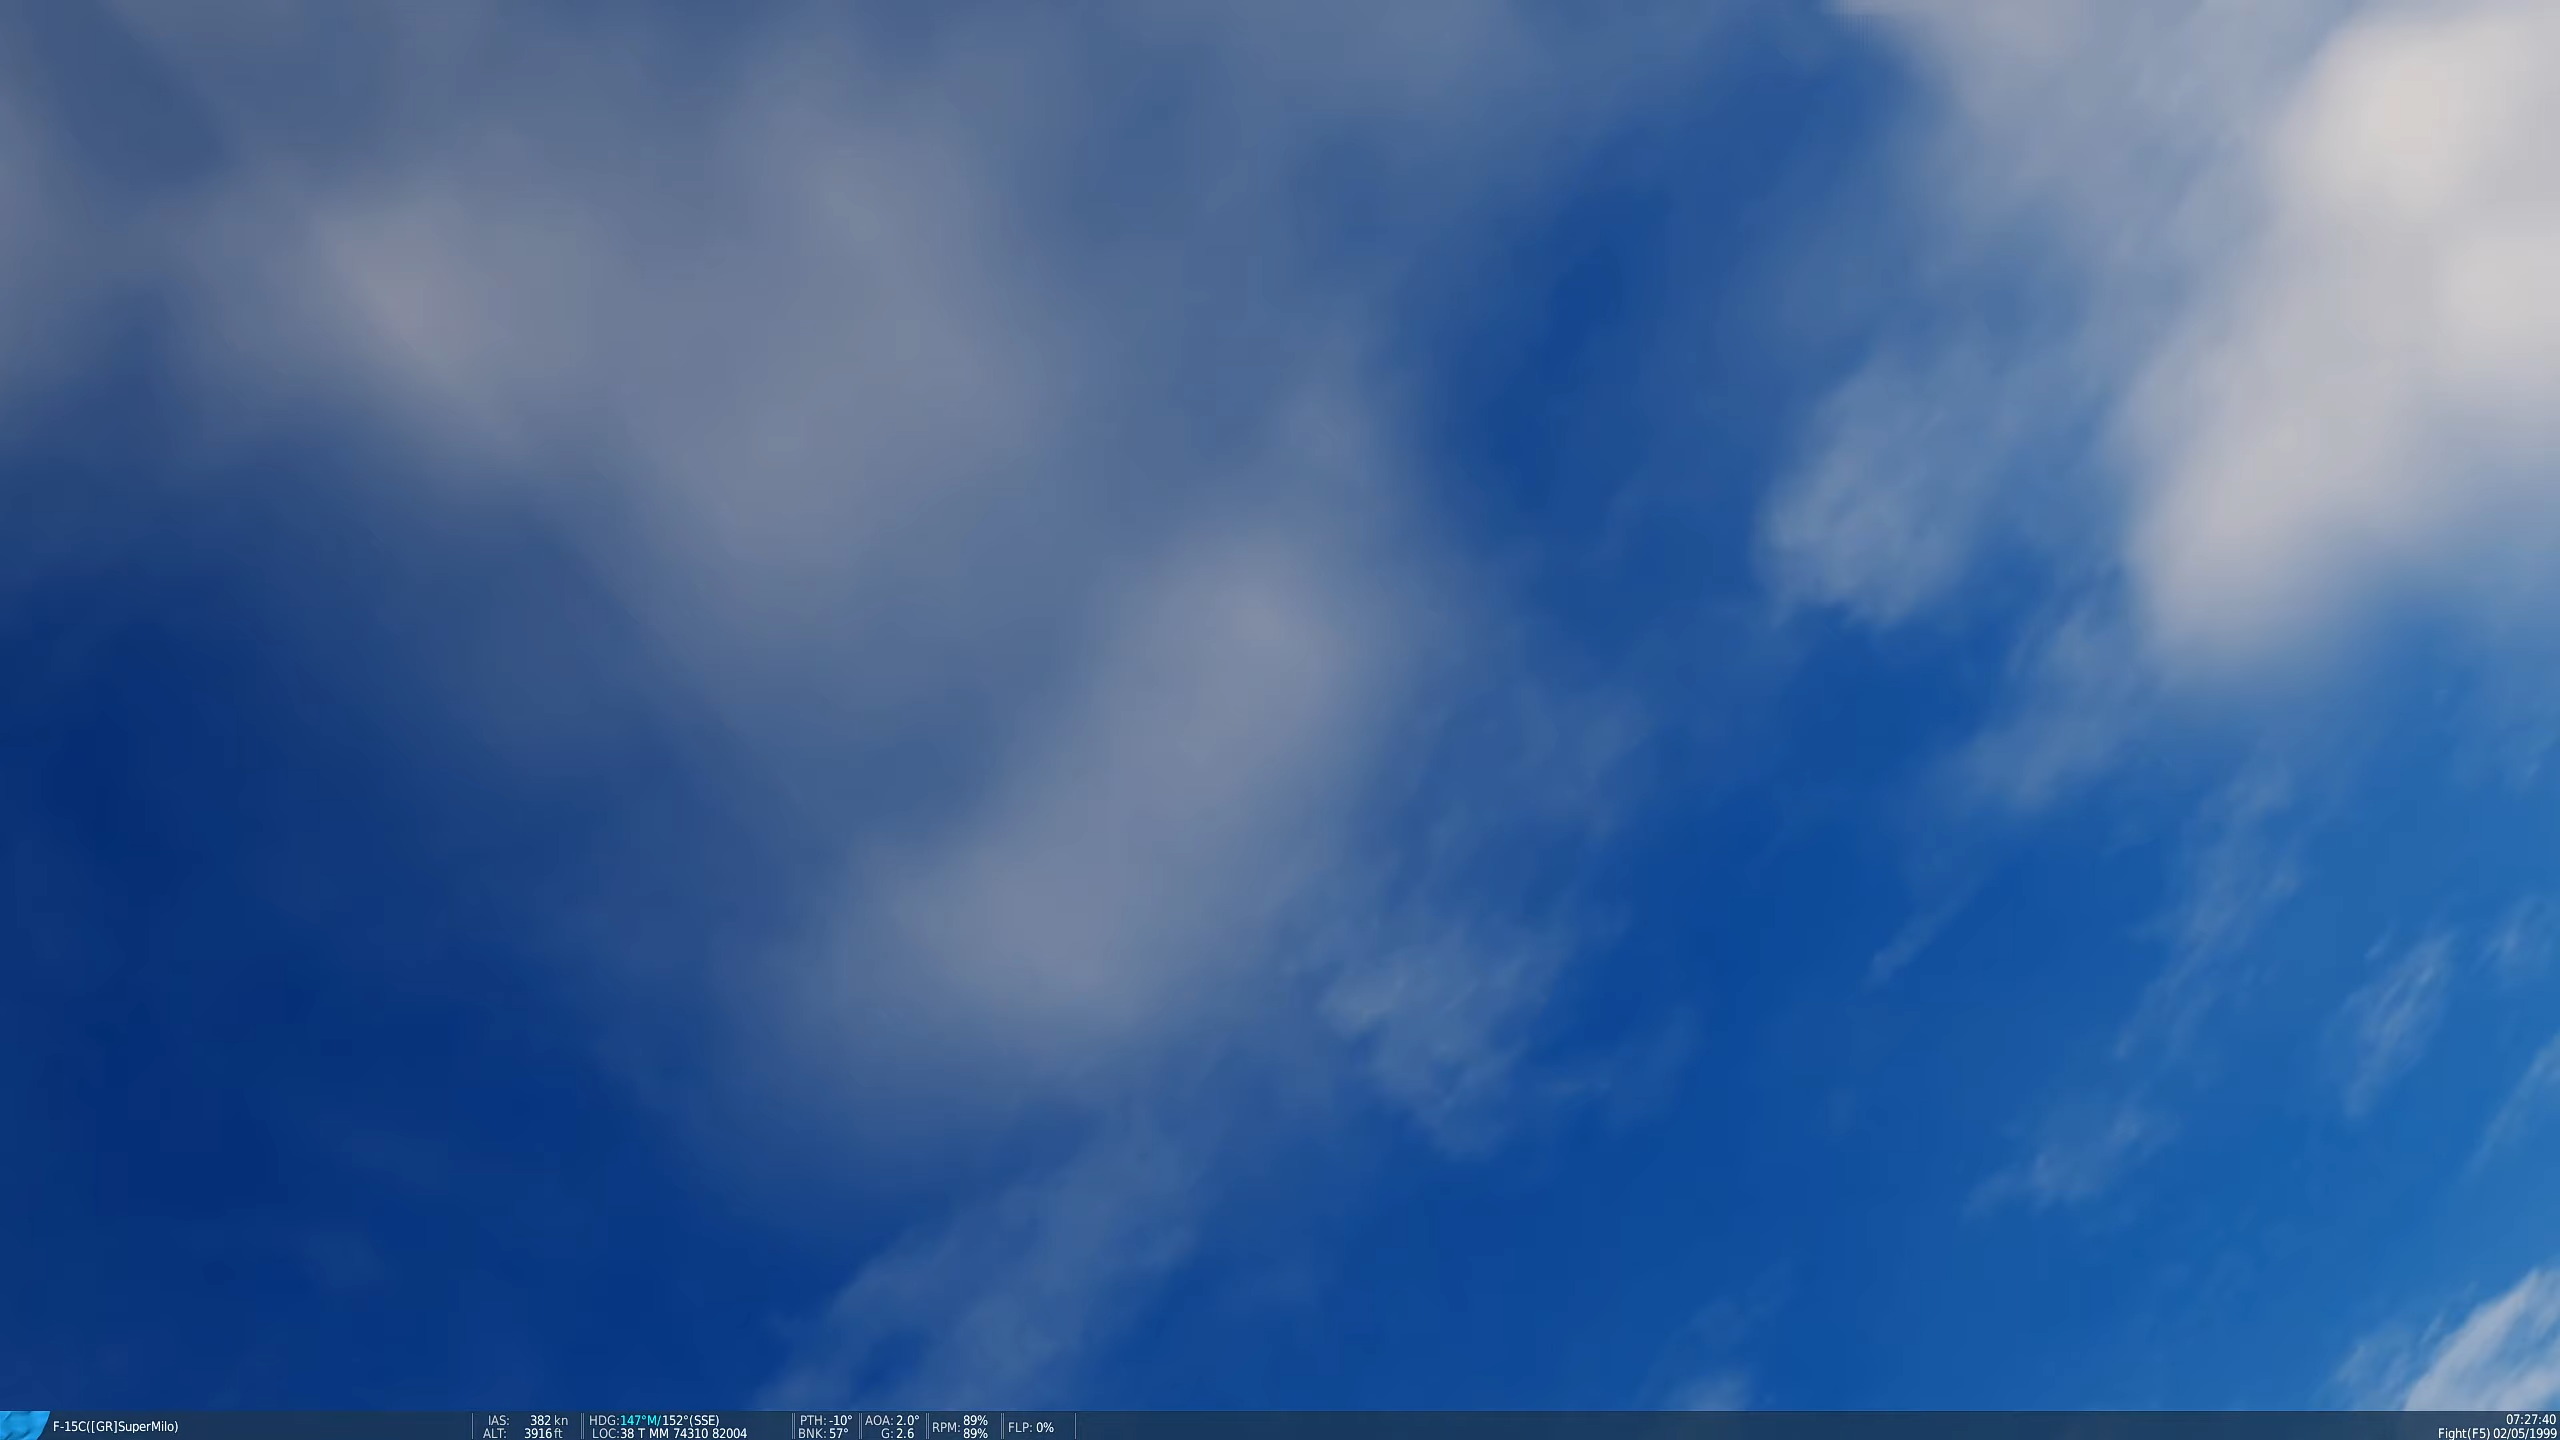 F-15C([GR]SuperMilo)
IAS: 382 kn
ALT: 3916 ft
HDG:147°M/152°(SSE)
LOC:38 T MM 74310 82004
PTH: -10°
BNK: 57°
AOA: 2.0°
G: 2.6
RPM: 89%
89%
FLP: 0%
07:27:40
Fight(F5) 02/05/1999